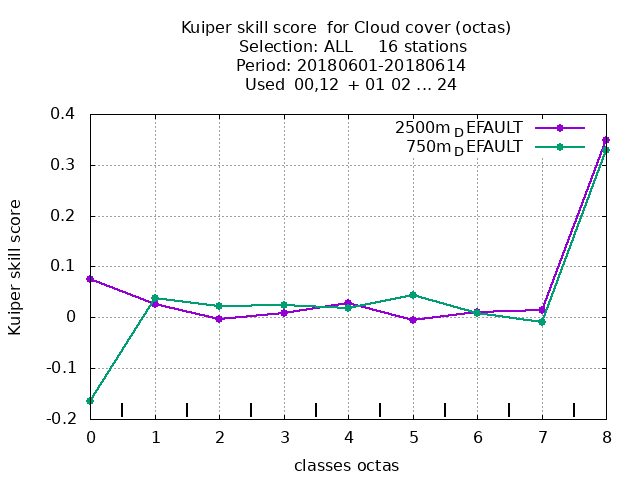 Kuiper skill score  for Cloud cover (octas)
Selection: ALL     16 stations
Period: 20180601-20180614
Used  00,12  + 01 02 ... 24
2500m_DEFAULT
750m_DEFAULT
0.4
0.3
0.2
0.1
0
-0.1
-0.2
Kuiper skill score
0 1 2 3 4 5 6 7 8
classes octas